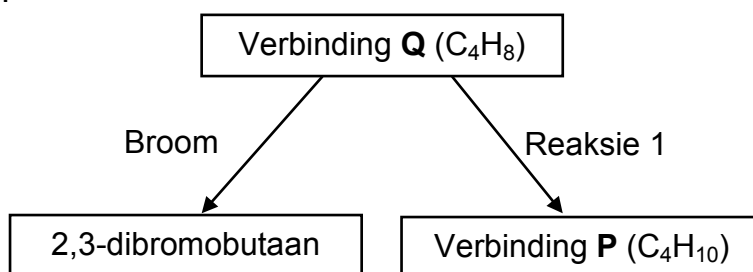 Verbinding Q (C₄H₈)
Broom
Reaksie 1
2,3-dibromobutaan
Verbinding P (C₄H₁₀)